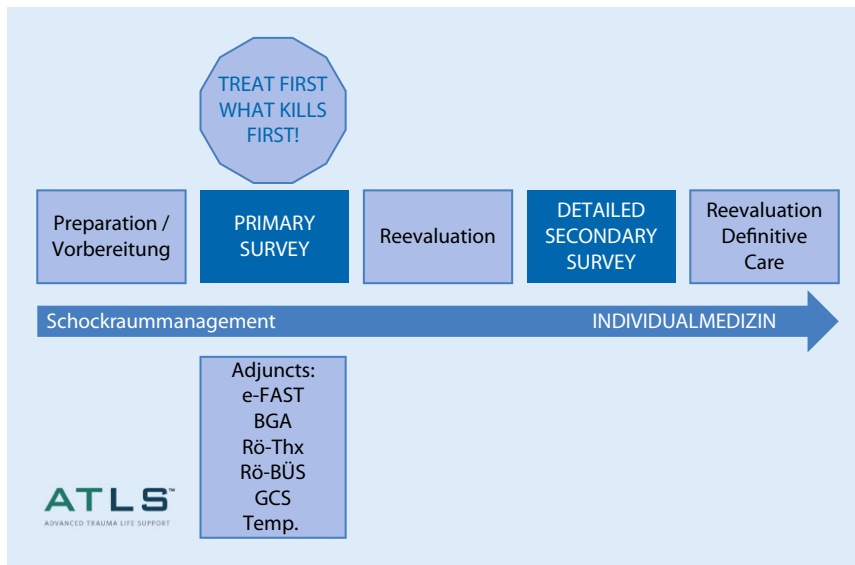 TREAT FIRST
WHAT KILLS
FIRST!
Preparation /
Vorbereitung
PRIMARY
SURVEY
Reevaluation
DETAILED
SECONDARY
SURVEY
Reevaluation
Definitive
Care
Schockraummanagement
INDIVIDUALMEDIZIN
Adjuncts:
e-FAST
BGA
Rö-Thx
Rö-BÜS
GCS
Temp.
ATLS™
ADVANCED TRAUMA LIFE SUPPORT